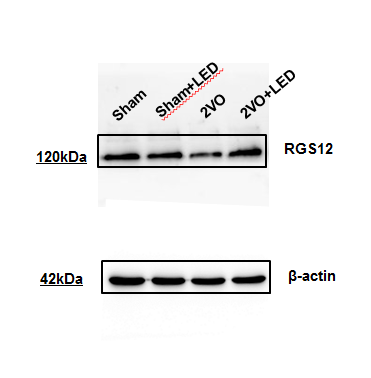 Sham
Sham+LED
2VO
2VO+LED
120kDa
RGS12
42kDa
β-actin